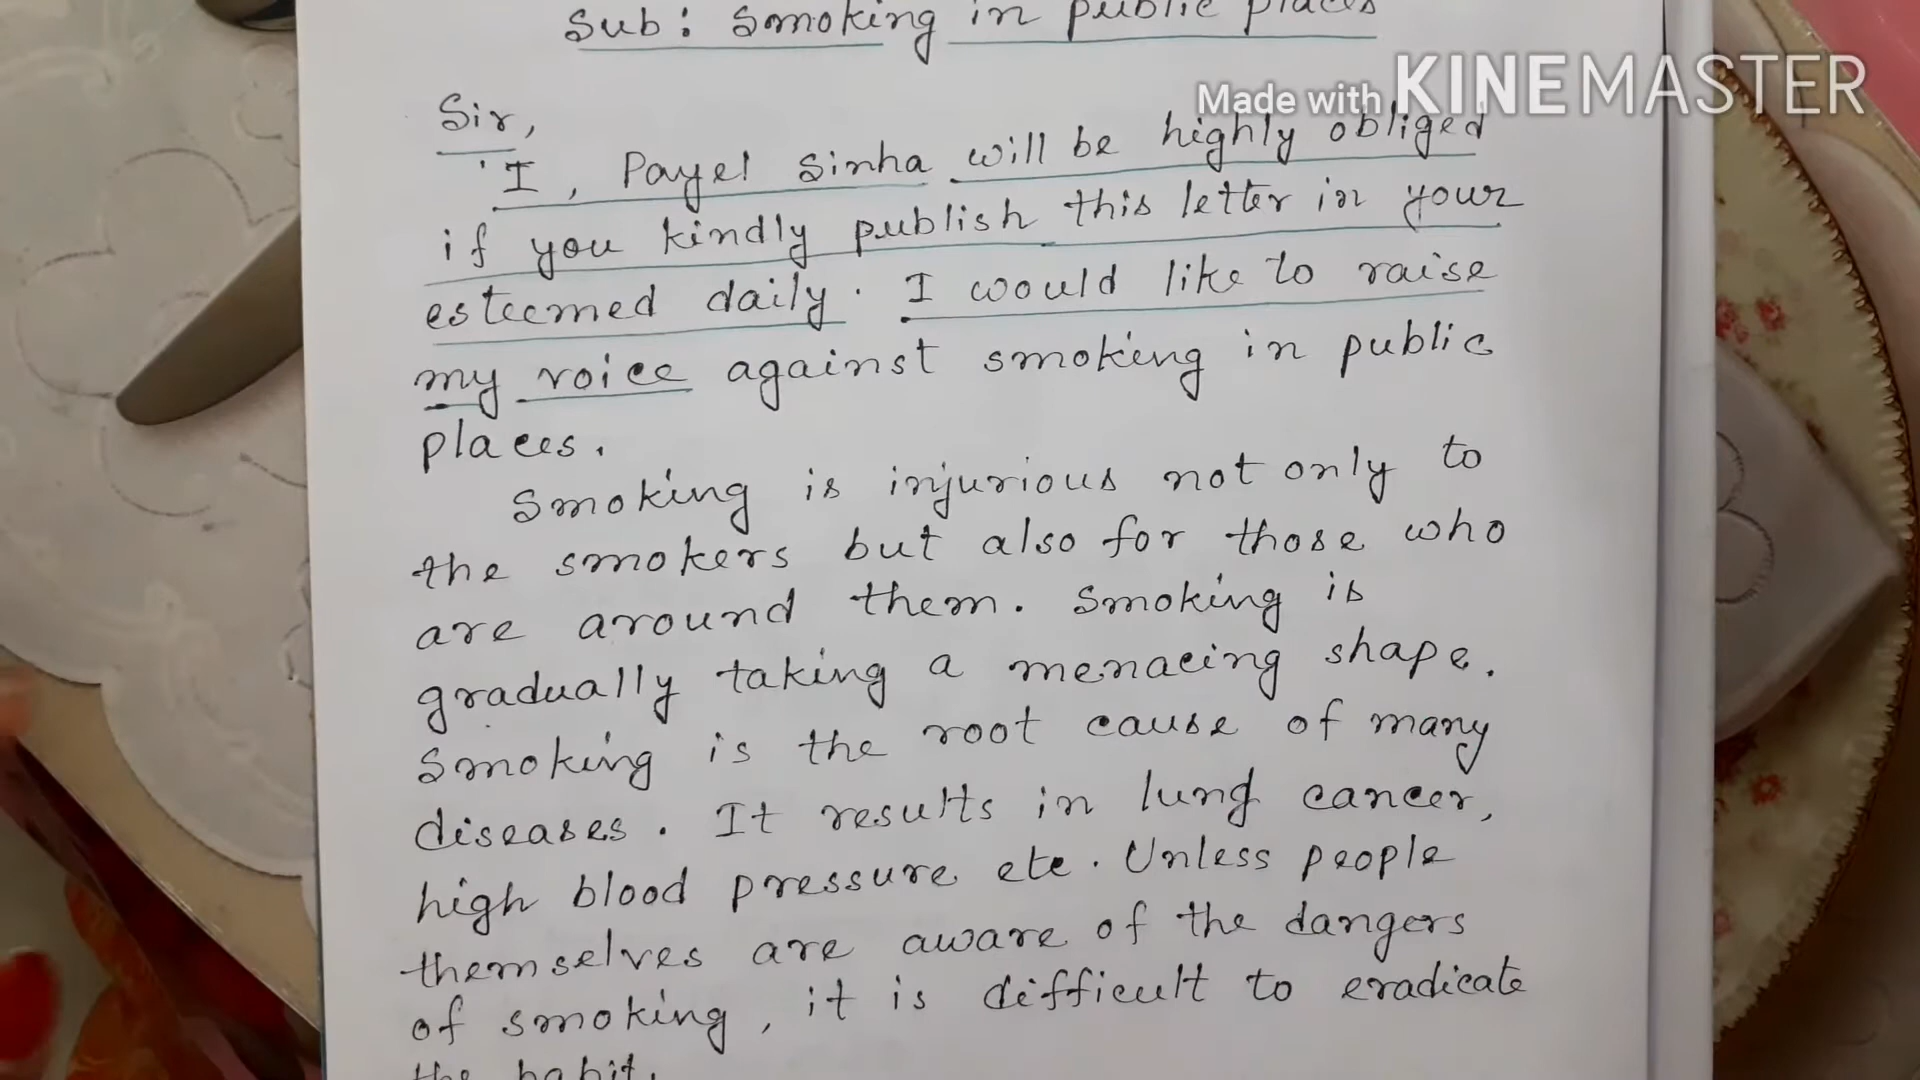 Sub: Smoking in public places
Made with KINEMASTER
Sir,
I, Payel Sinha will be highly obliged
if you kindly publish this letter in your
esteemed daily. I would like to raise
my voice against smoking in public
places.
Smoking is injurious not only to
the smokers but also for those who
are around them. Smoking is
gradually taking a menacing shape.
Smoking is the root cause of many
diseases. It results in lung cancer,
high blood pressure etc. Unless people
themselves are aware of the dangers
of smoking, it is difficult to eradicate
the habit.